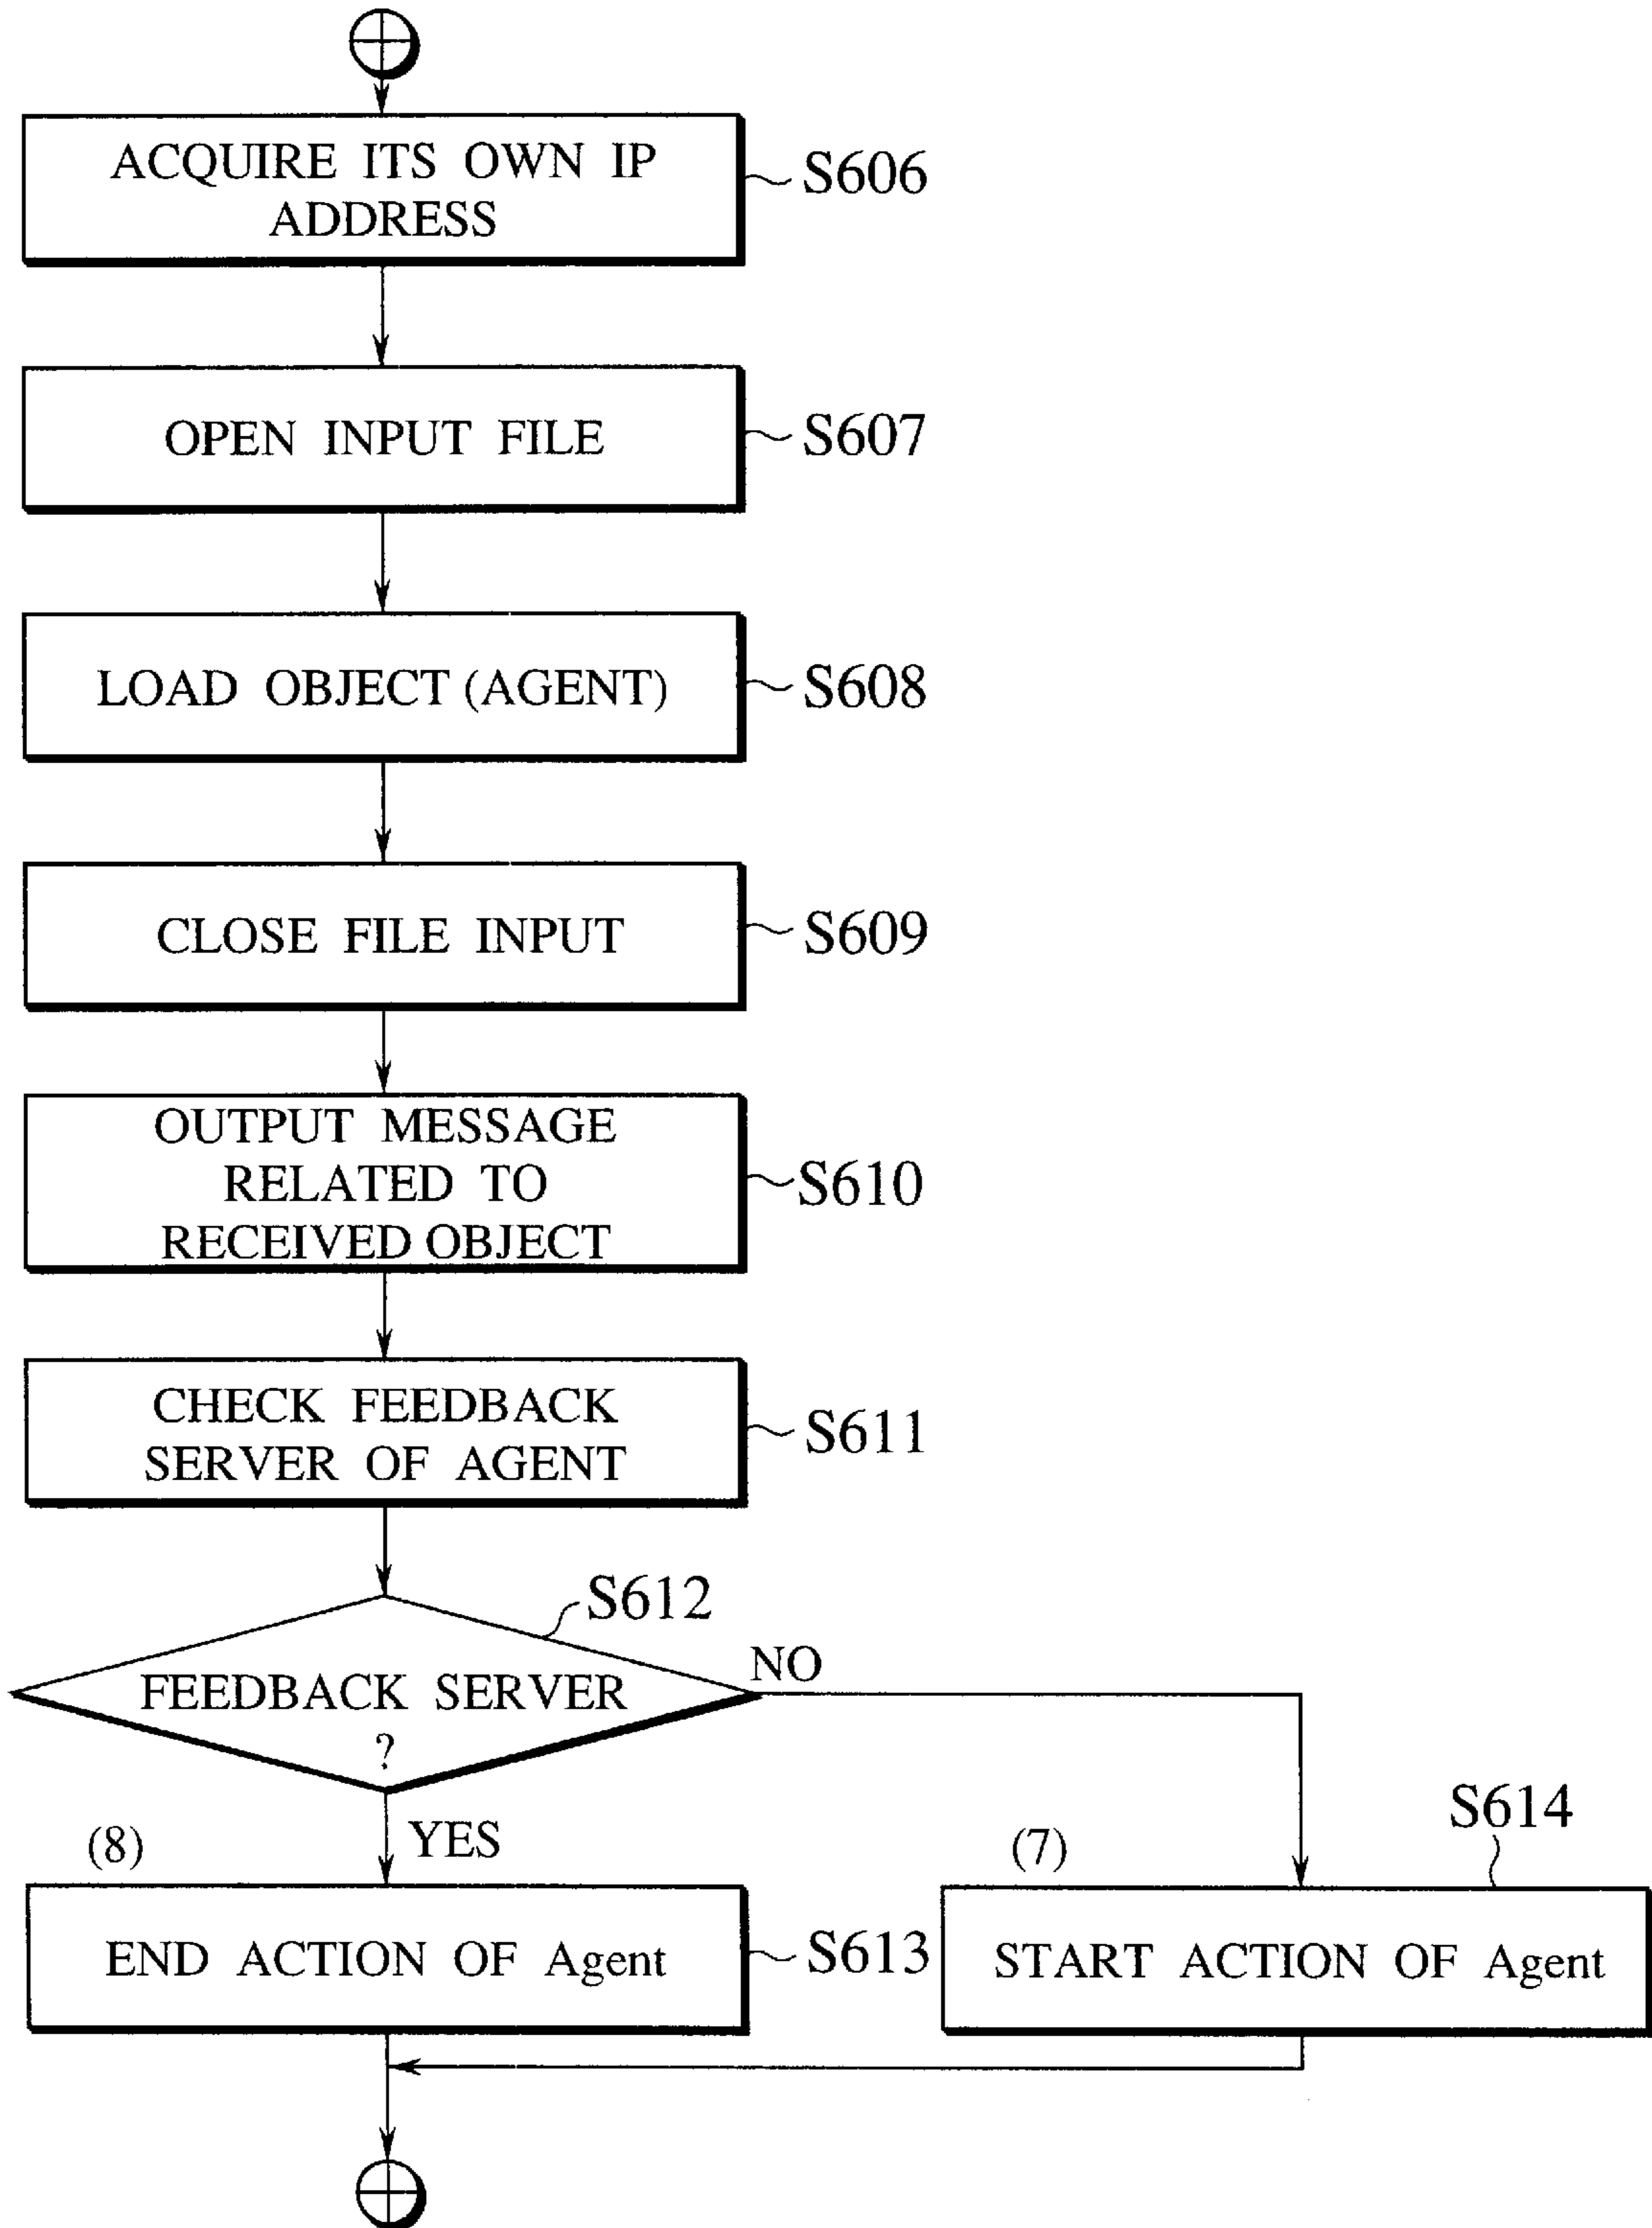 ACQUIRE ITS OWN IP
ADDRESS
S606
OPEN INPUT FILE
S607
LOAD OBJECT (AGENT)
S608
CLOSE FILE INPUT
S609
OUTPUT MESSAGE
RELATED TO
RECEIVED OBJECT
S610
CHECK FEEDBACK
SERVER OF AGENT
S611
S612
FEEDBACK SERVER
?
NO
YES
(8)
END ACTION OF Agent
S613
(7)
S614
START ACTION OF Agent